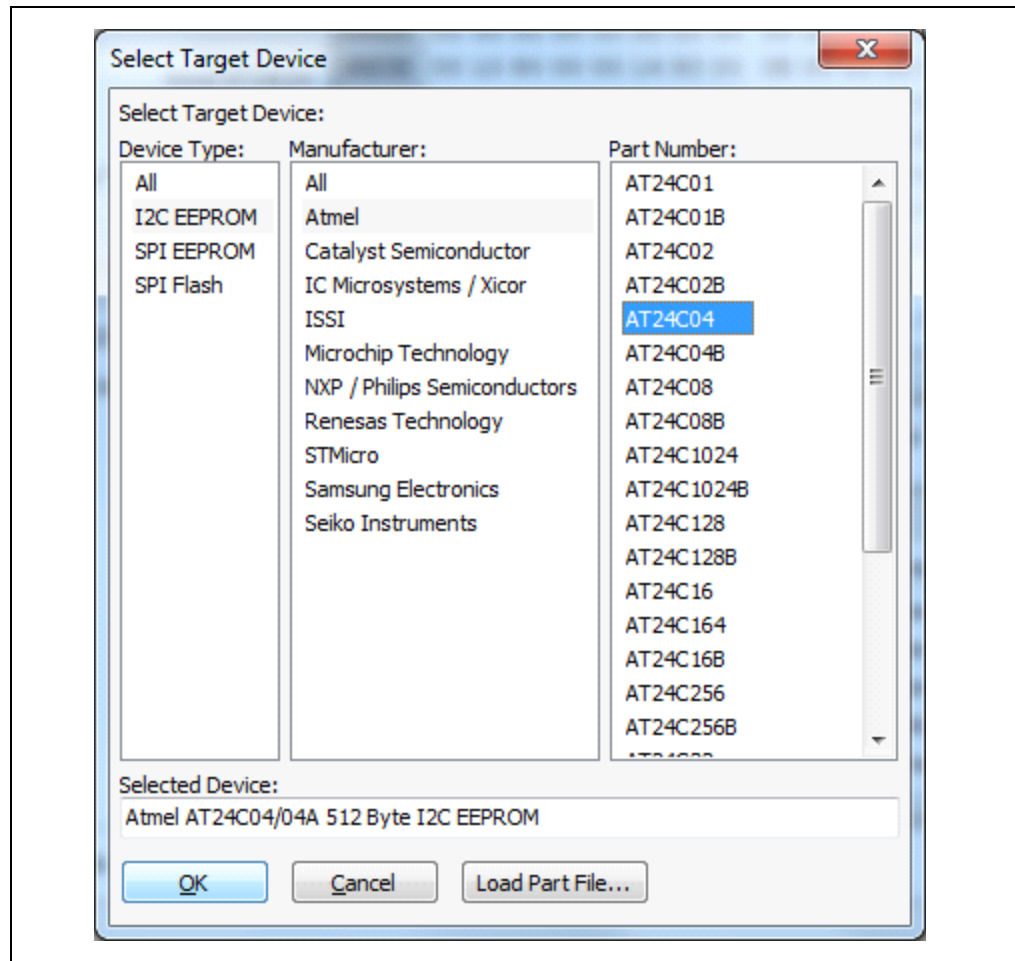 Select Target Device
Select Target Device:
Device Type:
All
I2C EEPROM
SPI EEPROM
SPI Flash
Manufacturer:
All
Atmel
Catalyst Semiconductor
IC Microsystems / Xicor
ISSI
Microchip Technology
NXP / Philips Semiconductors
Renesas Technology
STMicro
Samsung Electronics
Seiko Instruments
Part Number:
AT24C01
AT24C01B
AT24C02
AT24C02B
AT24C04
AT24C04B
AT24C08
AT24C08B
AT24C1024
AT24C1024B
AT24C128
AT24C128B
AT24C16
AT24C164
AT24C16B
AT24C256
AT24C256B
Selected Device:
Atmel AT24C04/04A 512 Byte I2C EEPROM
OK
Cancel
Load Part File...